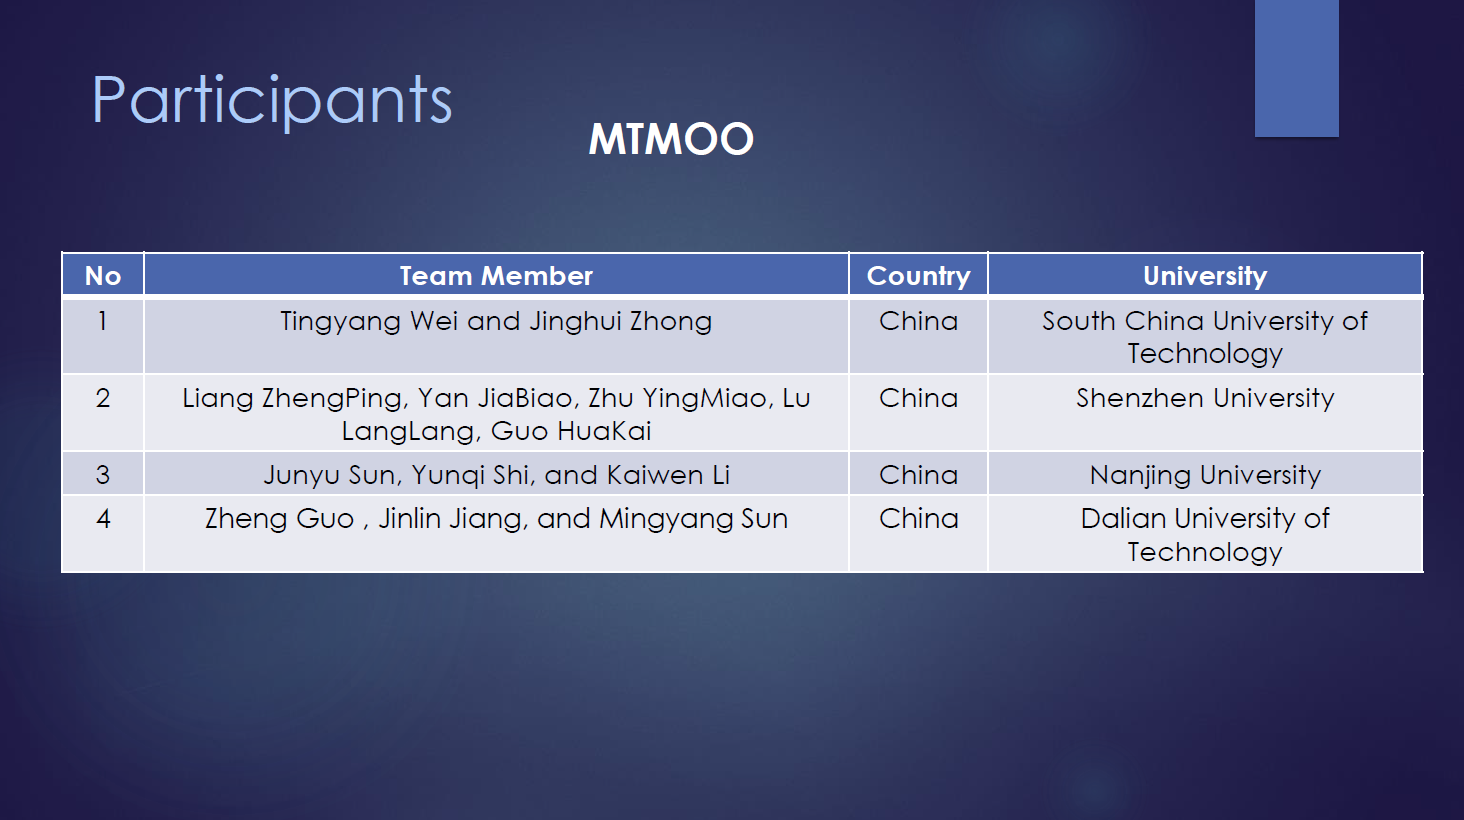 Participants
MTMOO
No Team Member Country University
1 Tingyang Wei and Jinghui Zhong China South China University of
Technology
2 Liang ZhengPing, Yan JiaBiao, Zhu YingMiao, Lu China Shenzhen University
LangLang, Guo HuaKai
3 Junyu Sun, Yunqi Shi, and Kaiwen Li China Nanjing University
4 Zheng Guo , Jinlin Jiang, and Mingyang Sun China Dalian University of
Technology